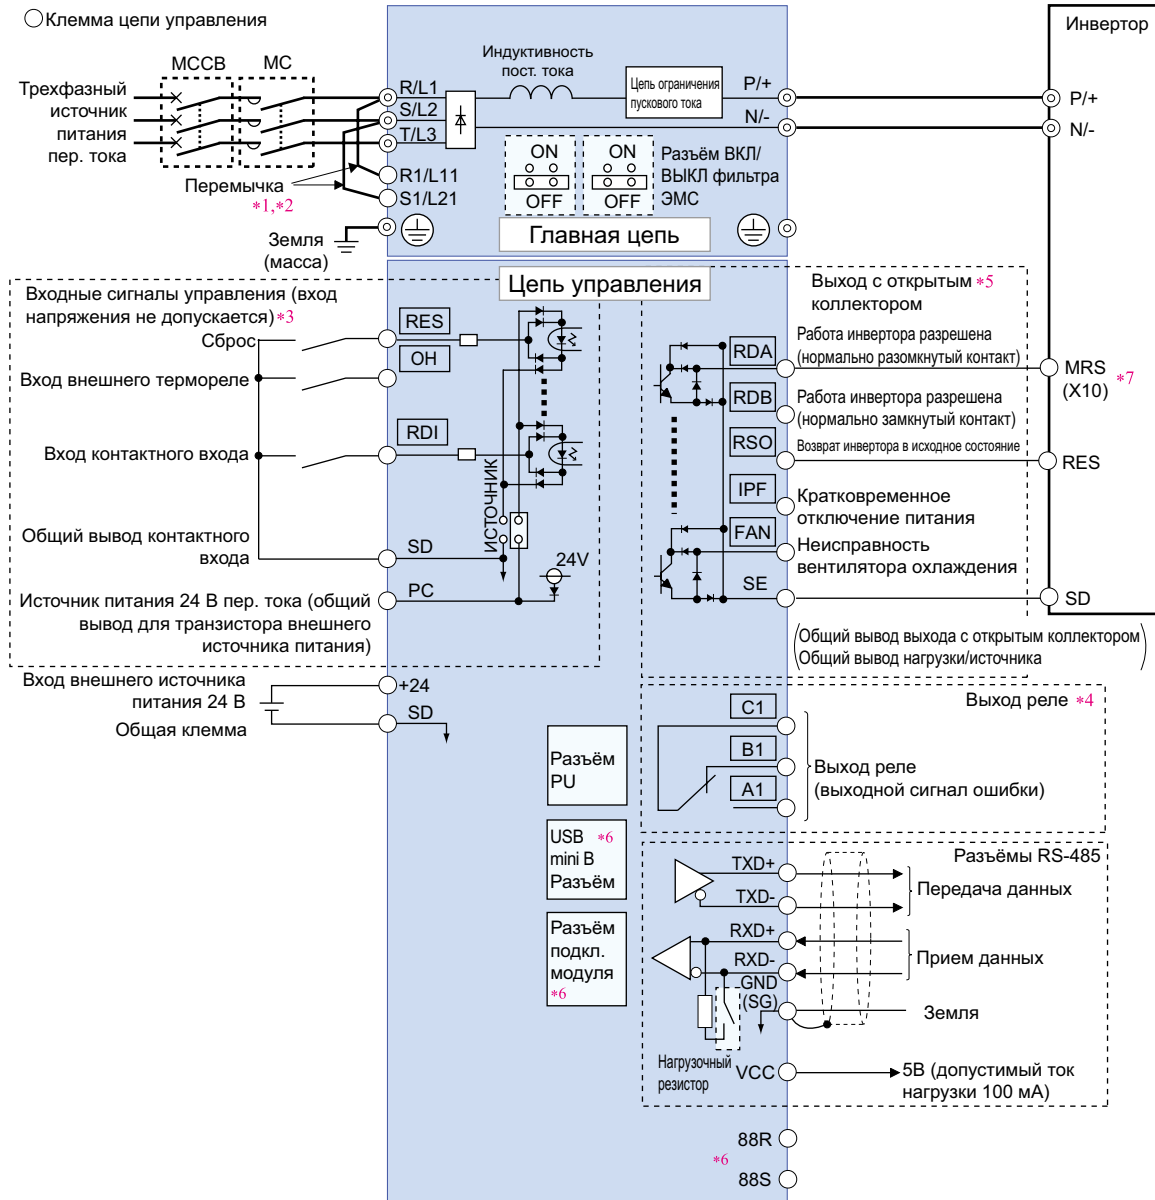 Клемма цепи управления
Инвертор
MCCB
MC
Индуктивность
пост. тока
Цепь ограничения
пускового тока
Трехфазный
источник
питания
пер. тока
R/L1
S/L2
T/L3
P/+
N/-
P/+
N/-
R1/L11
S1/L21
Перемычка
*1,*2
ON
OFF
ON
OFF
Разъём ВКЛ/
ВЫКЛ фильтра
ЭМС
Земля
(масса)
Главная цепь
Цепь управления
Входные сигналы управления (вход
напряжения не допускается) *3
Сброс
RES
Вход внешнего термореле
OH
Вход контактного входа
RDI
ИСТОЧНИК
Общий вывод контактного
входа
SD
24V
PC
Источник питания 24 В пер. тока (общий
вывод для транзистора внешнего
источника питания)
Выход с открытым *5
коллектором
RDA
Работа инвертора разрешена
(нормально разомкнутый контакт)
MRS
(X10)
*7
RDB
Работа инвертора разрешена
(нормально замкнутый контакт)
RSO
Возврат инвертора в исходное состояние
RES
IPF
Кратковременное
отключение питания
FAN
Неисправность
вентилятора охлаждения
SE
SD
(Общий вывод выхода с открытым коллектором
Общий вывод нагрузки/источника)
Вход внешнего источника
питания 24 В
+24
Общая клемма
SD
Выход реле *4
C1
B1
A1
Выход реле
(выходной сигнал ошибки)
Разъём
PU
USB *6
mini B
Разъём
Разъём
подкл.
модуля
*6
Разъёмы RS-485
TXD+
TXD-
Передача данных
RXD+
RXD-
Прием данных
GND
(SG)
Земля
Нагрузочный
резистор
VCC
5В (допустимый ток
нагрузки 100 мА)
88R
*6
88S